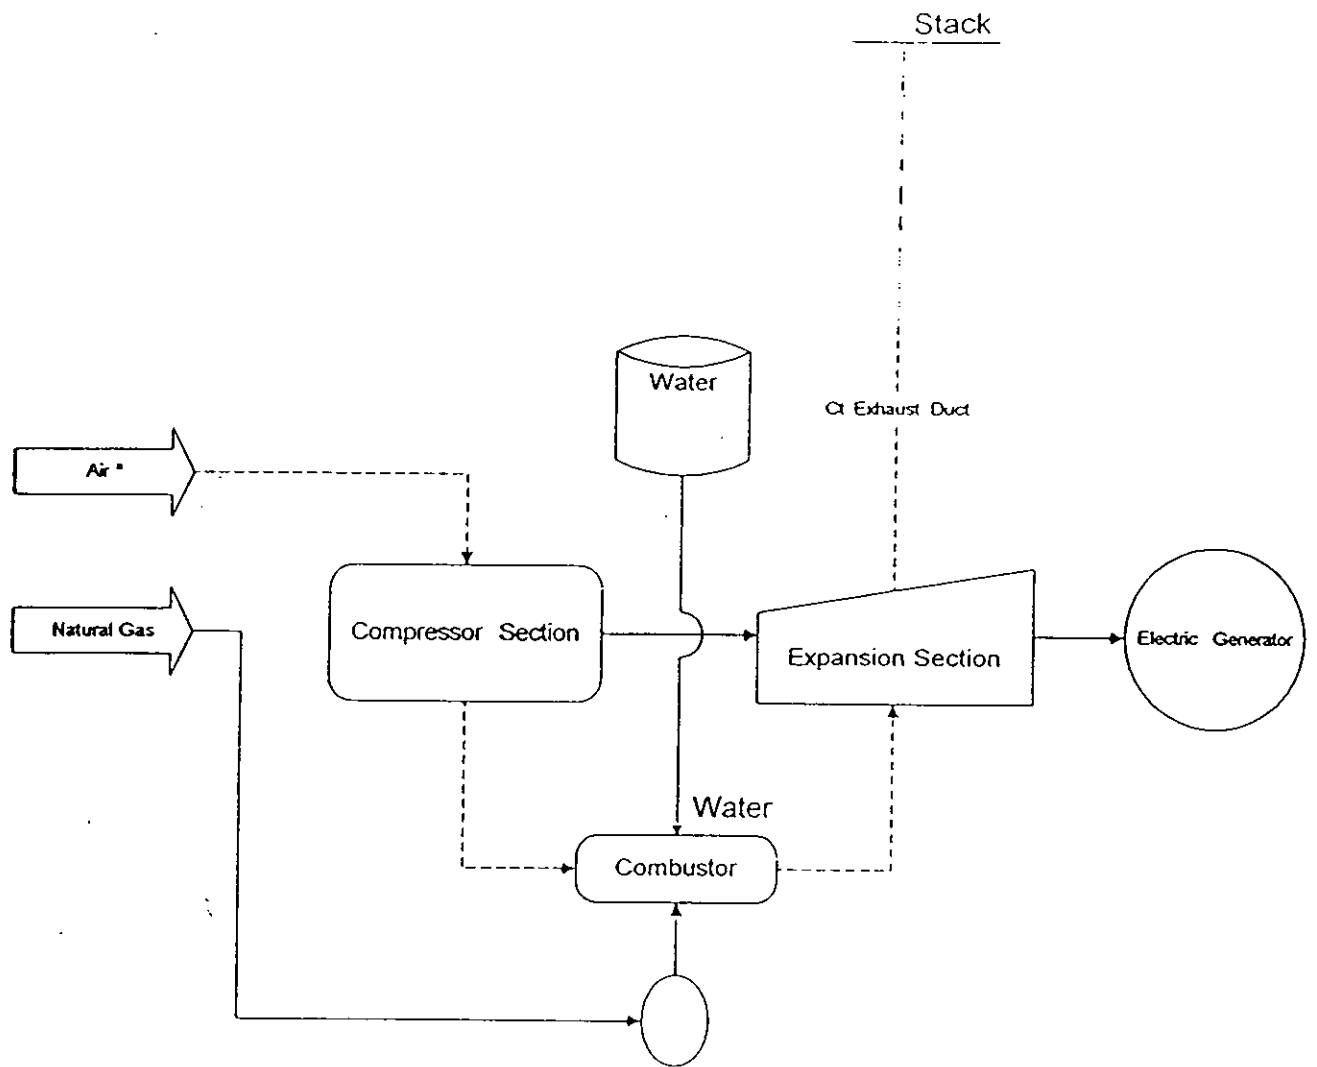 Stack
Water
Ct Exhaust Duct
Air *
Natural Gas
Compressor Section
Expansion Section
Electric Generator
Water
Combustor